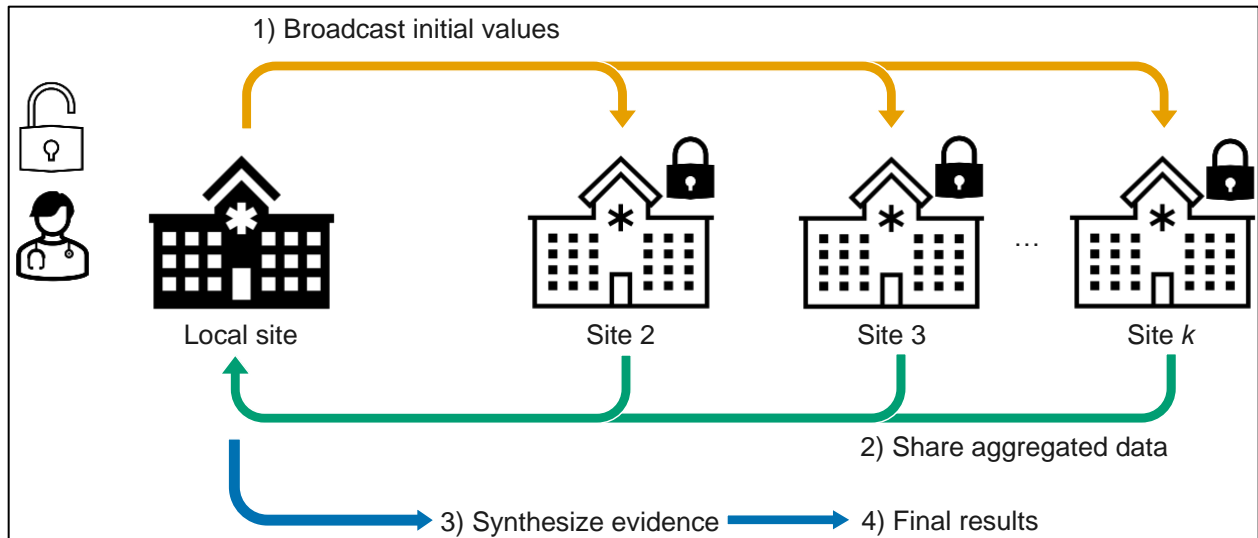 1) Broadcast initial values
...
Local site
Site 2
Site 3
Site k
2) Share aggregated data
3) Synthesize evidence
4) Final results